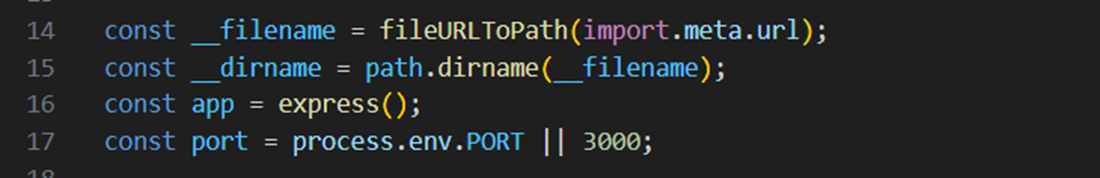 14 const __filename = fileURLToPath(import.meta.url);
15 const __dirname = path.dirname(__filename);
16 const app = express();
17 const port = process.env.PORT || 3000;